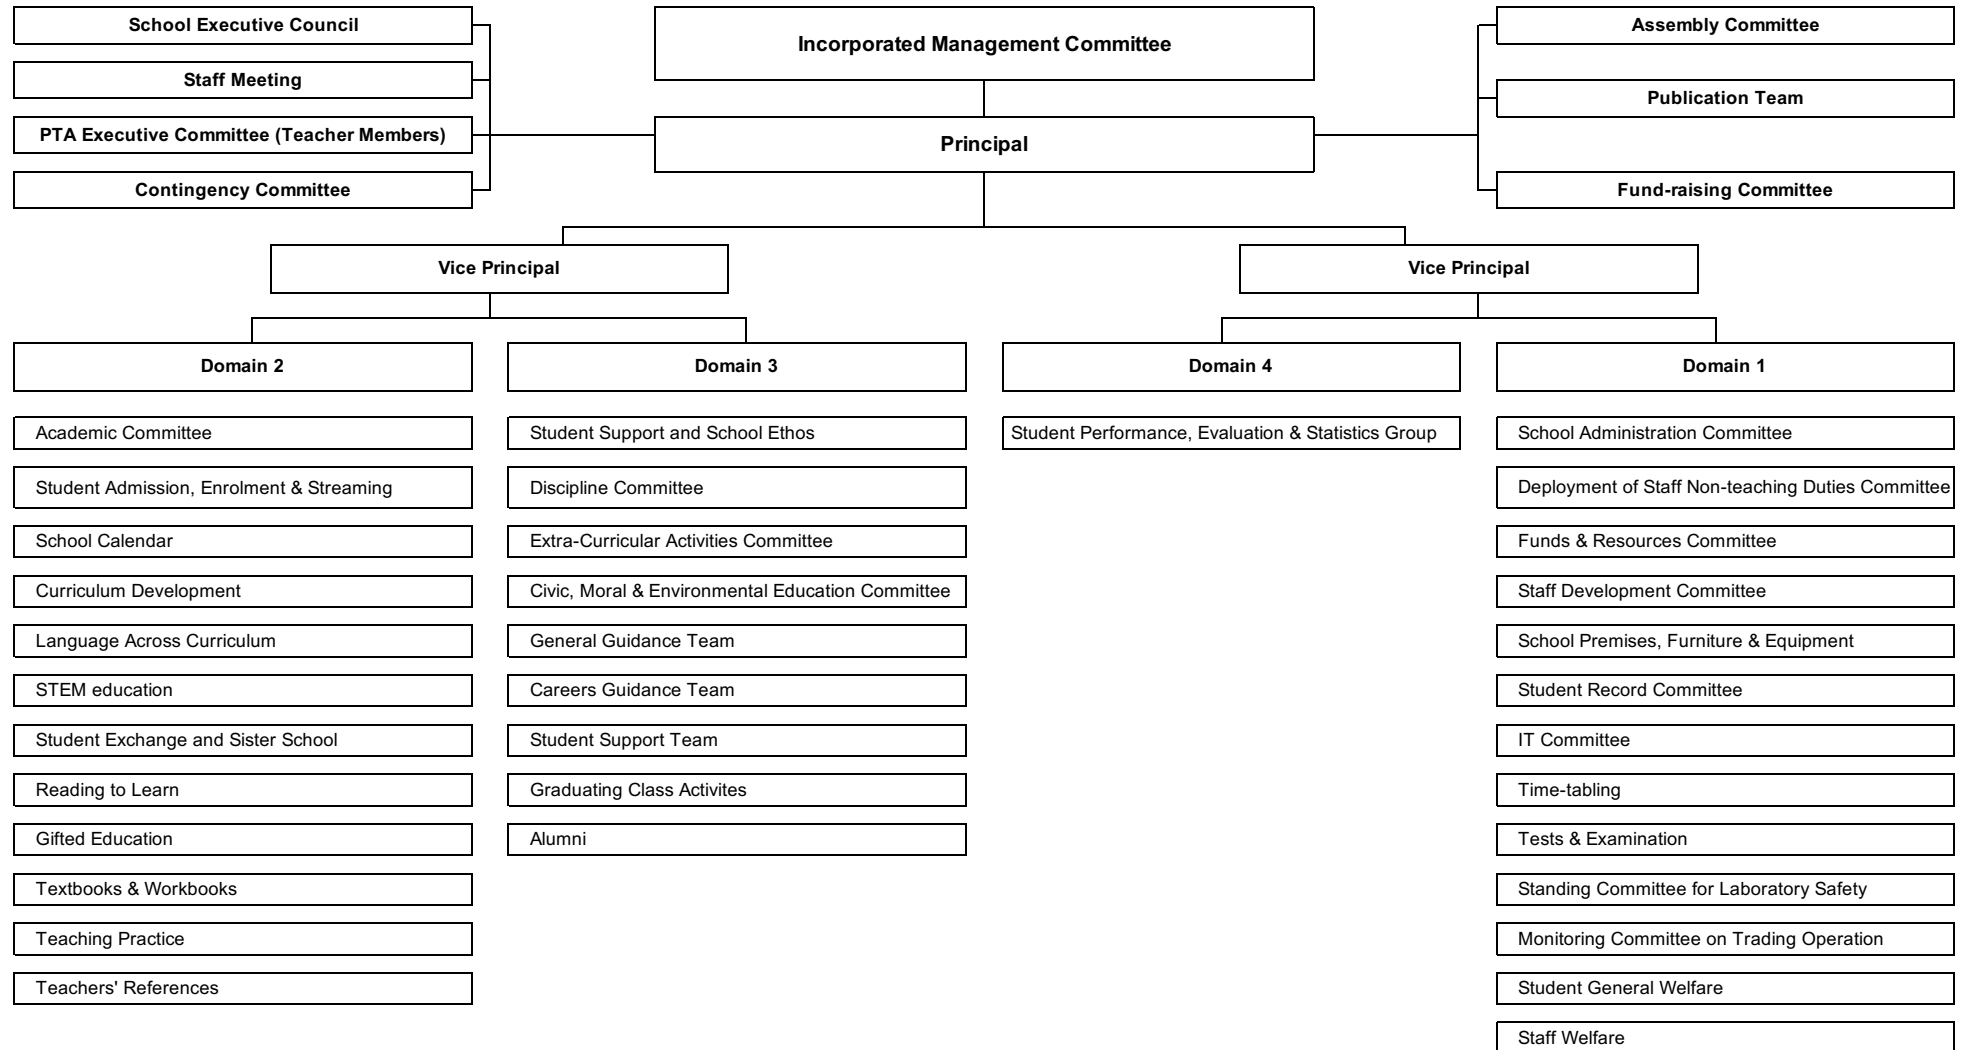 School Executive Council
Staff Meeting
PTA Executive Committee (Teacher Members)
Contingency Committee
Incorporated Management Committee
Principal
Assembly Committee
Publication Team
Fund-raising Committee
Vice Principal
Vice Principal
Domain 2
Academic Committee
Student Admission, Enrolment & Streaming
School Calendar
Curriculum Development
Language Across Curriculum
STEM education
Student Exchange and Sister School
Reading to Learn
Gifted Education
Textbooks & Workbooks
Teaching Practice
Teachers' References
Domain 3
Student Support and School Ethos
Discipline Committee
Extra-Curricular Activities Committee
Civic, Moral & Environmental Education Committee
General Guidance Team
Careers Guidance Team
Student Support Team
Graduating Class Activites
Alumni
Domain 4
Student Performance, Evaluation & Statistics Group
Domain 1
School Administration Committee
Deployment of Staff Non-teaching Duties Committee
Funds & Resources Committee
Staff Development Committee
School Premises, Furniture & Equipment
Student Record Committee
IT Committee
Time-tabling
Tests & Examination
Standing Committee for Laboratory Safety
Monitoring Committee on Trading Operation
Student General Welfare
Staff Welfare